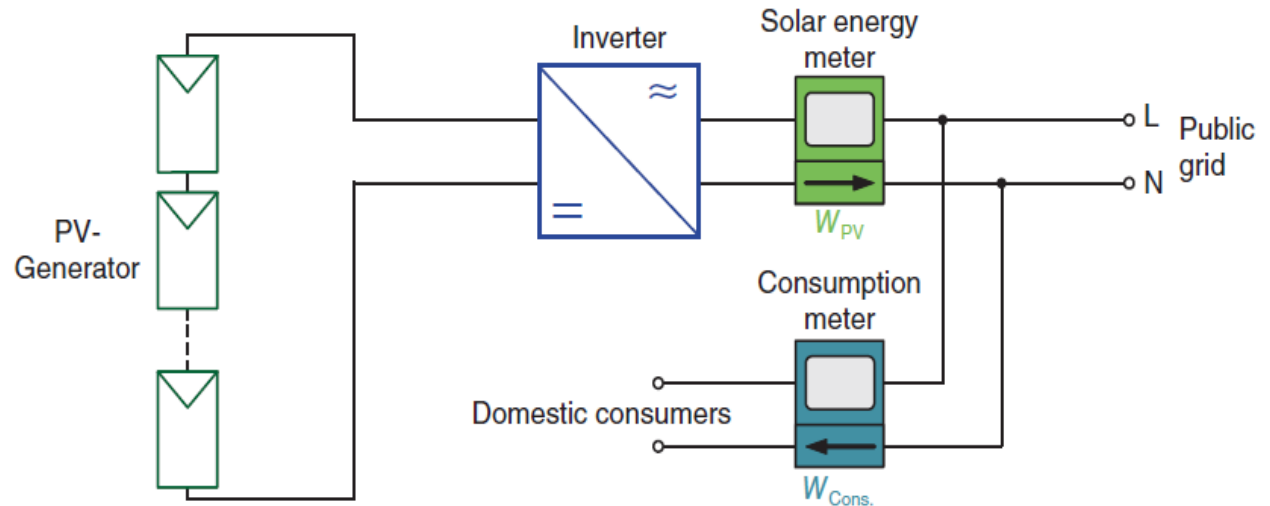 Inverter
Solar energy
meter
L
Public
grid
N
W_PV
PV-
Generator
Consumption
meter
Domestic consumers
W_Cons.